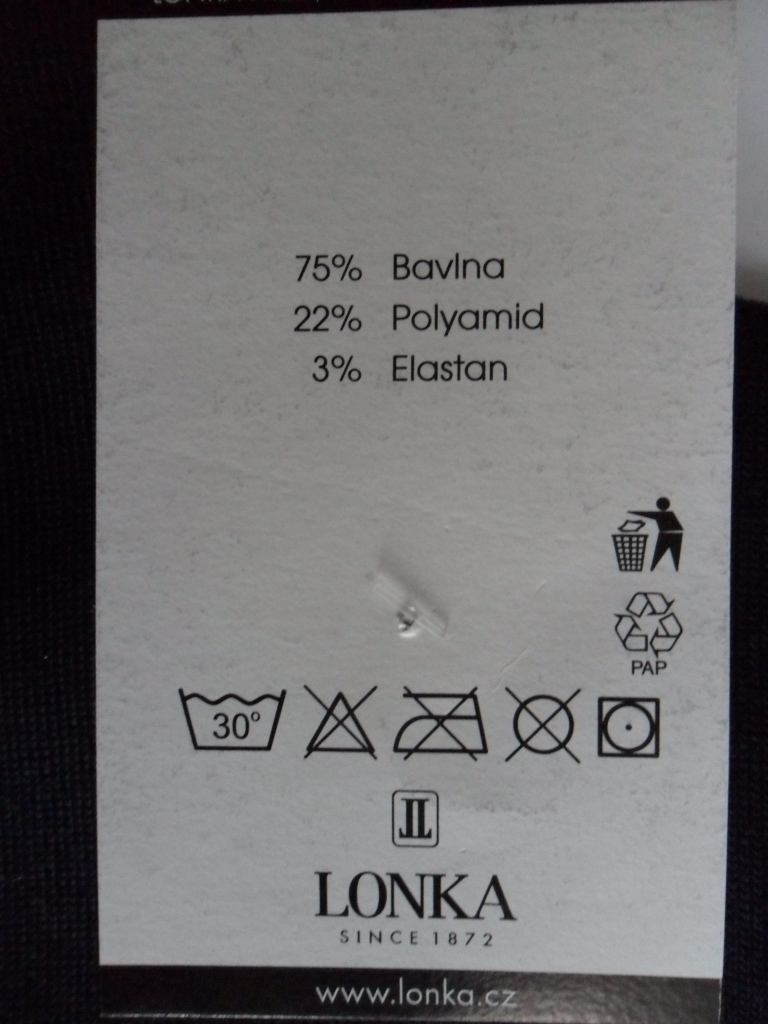 75% Bavlna
22% Polyamid
3% Elastan
PAP
30°
LONKA
SINCE 1872
www.lonka.cz